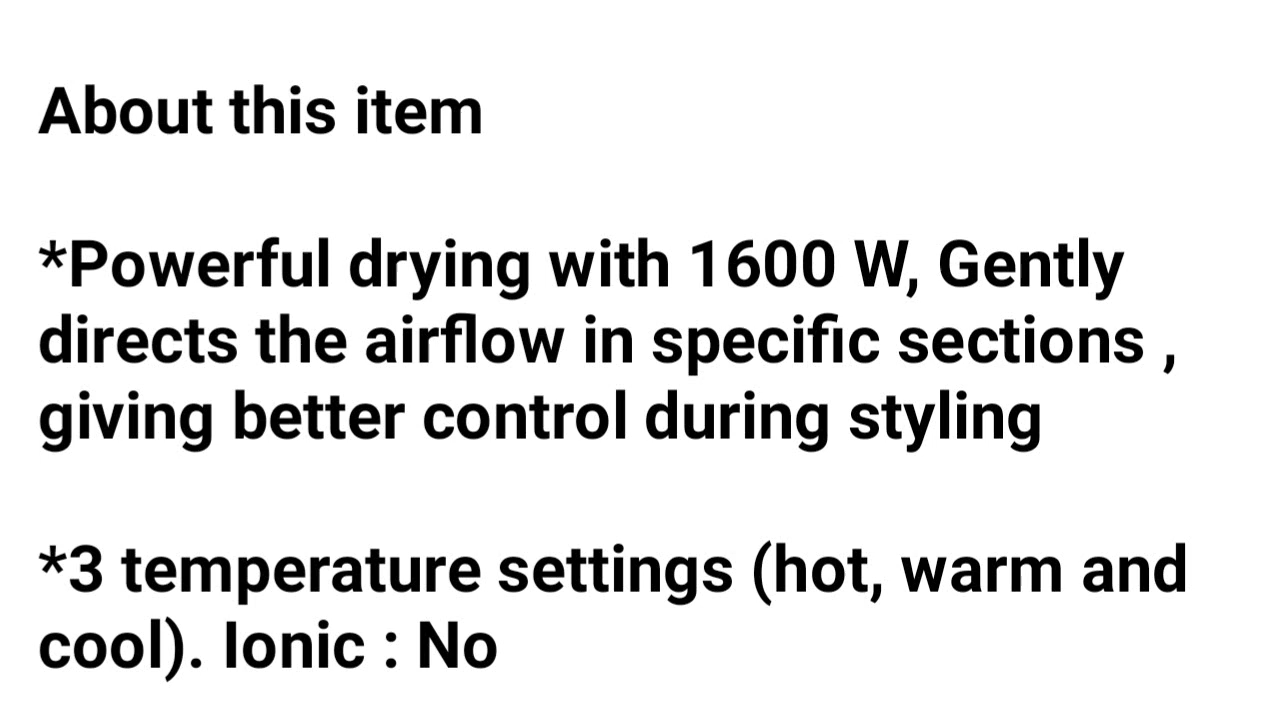 About this item
*Powerful drying with 1600 W, Gently
directs the airflow in specific sections ,
giving better control during styling
*3 temperature settings (hot, warm and
cool). Ionic : No